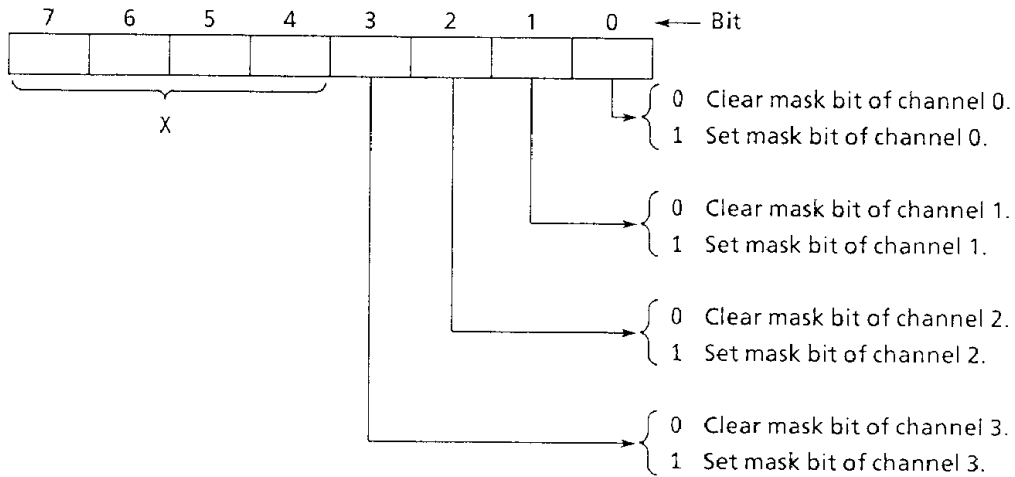 7 6 5 4 3 2 1 0 ← Bit
X
0 Clear mask bit of channel 0.
1 Set mask bit of channel 0.
0 Clear mask bit of channel 1.
1 Set mask bit of channel 1.
0 Clear mask bit of channel 2.
1 Set mask bit of channel 2.
0 Clear mask bit of channel 3.
1 Set mask bit of channel 3.